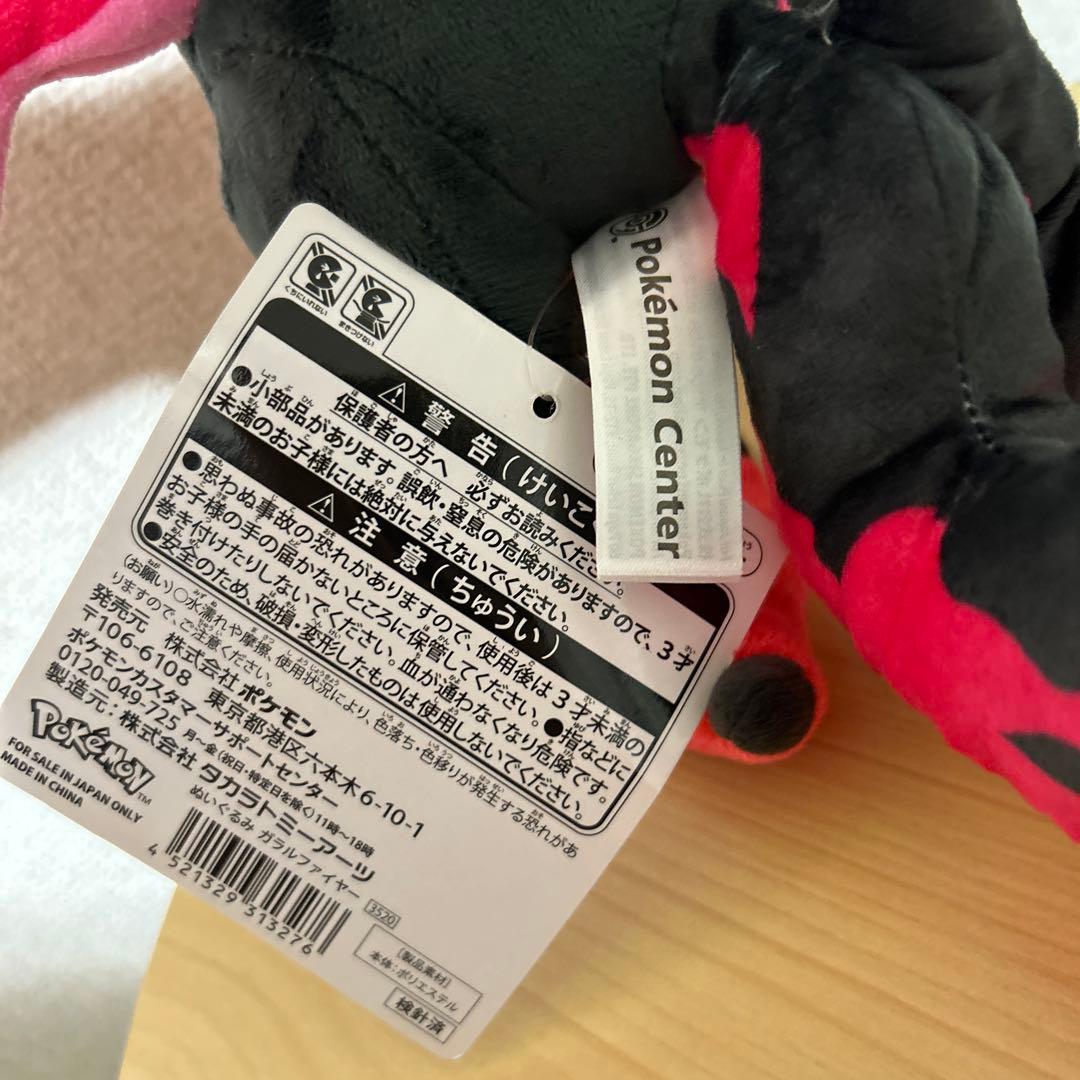 くちにいれない
まきつけない
警告(けいこ
保護者の方へ 必ずお読みください。
●小部品があります。誤飲・窒息の危険がありますので、3才
未満のお子様には絶対に与えないでください。
注意(ちゅうい)
●思わぬ事故の恐れがありますので、使用後は3才未満の
お子様の手の届かないところに保管してください。●指などに
巻き付けたりしないでください。血が通わなくなり危険です。
●安全のため、破損・変形したものは使用しないでください。
(お願い)○水濡れや摩擦、使用状況により、色落ち・色移りが発生する恐れがあ
りますので、ご注意ください。
発売元 株式会社ポケモン
〒106-6108 東京都港区六本木6-10-1
ポケモンカスタマーサポートセンター
0120-049-725 月〜金(祝日・特定日を除く)11時〜18時
製造元:株式会社 タカラトミーアーツ
ぬいぐるみ ガラルファイヤー
POKéMON™
FOR SALE IN JAPAN ONLY
MADE IN CHINA
4 521329 313276
3520
[製品素材]
本体:ポリエステル
検針済
Pokémon Center